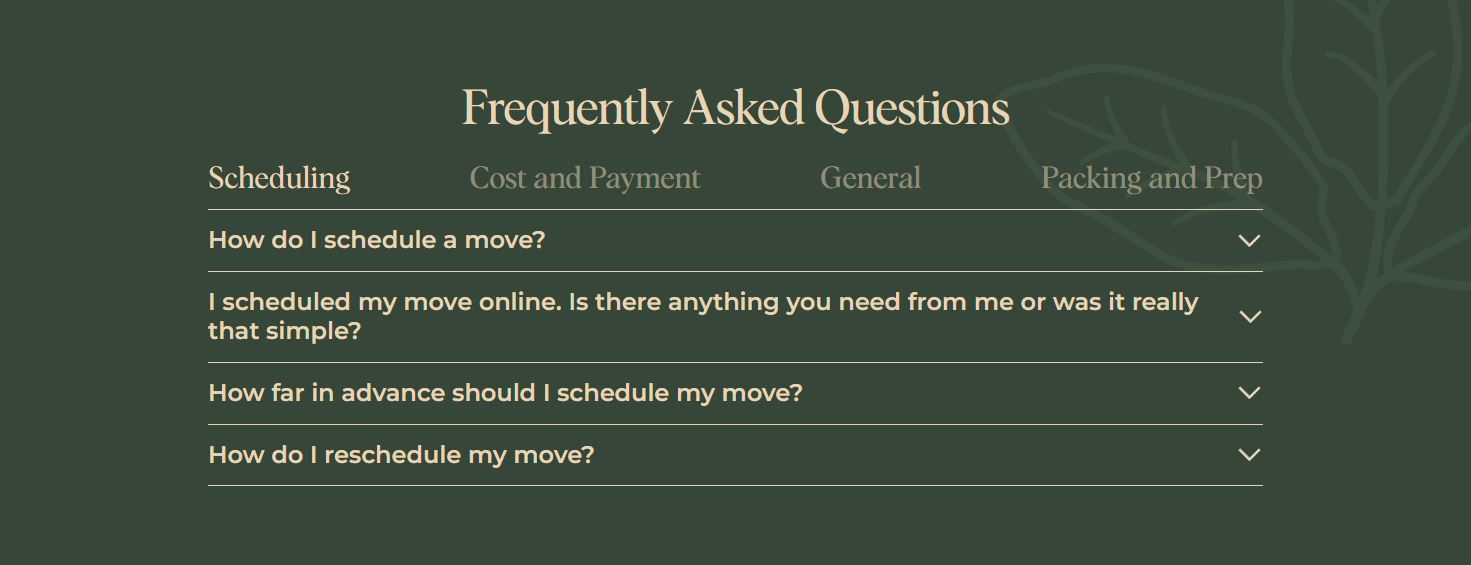 Frequently Asked Questions
Scheduling Cost and Payment General Packing and Prep
How do I schedule a move?
I scheduled my move online. Is there anything you need from me or was it really
that simple?
How far in advance should I schedule my move?
How do I reschedule my move?